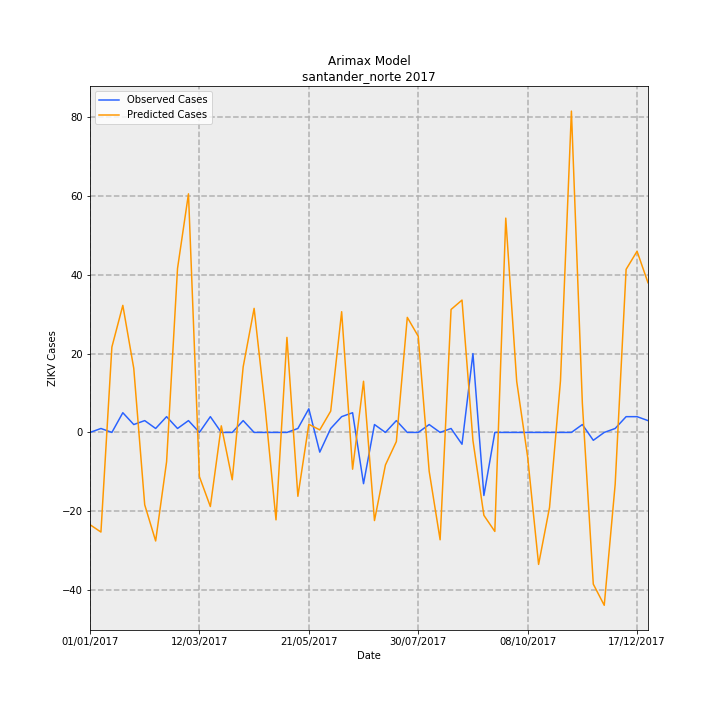 Arimax Model
santander_norte 2017
Observed Cases
Predicted Cases
80
60
40
20
0
−20
−40
ZIKV Cases
01/01/2017
12/03/2017
21/05/2017
30/07/2017
08/10/2017
17/12/2017
Date